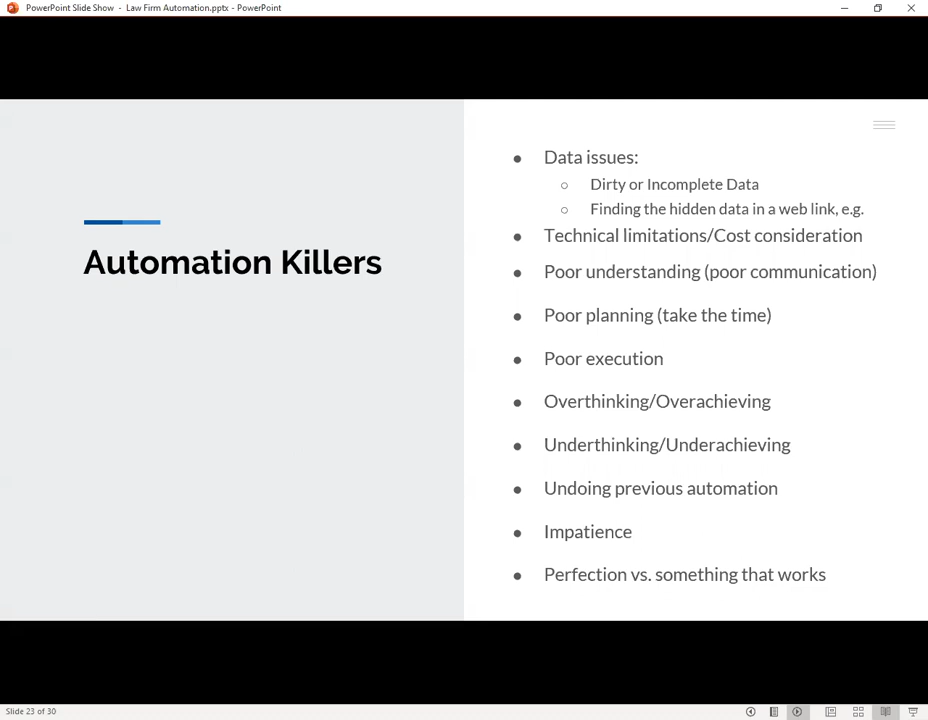 PowerPoint Slide Show - Law Firm Automation.pptx - PowerPoint
Automation Killers
● Data issues:
○ Dirty or Incomplete Data
○ Finding the hidden data in a web link, e.g.
● Technical limitations/Cost consideration
● Poor understanding (poor communication)
● Poor planning (take the time)
● Poor execution
● Overthinking/Overachieving
● Underthinking/Underachieving
● Undoing previous automation
● Impatience
● Perfection vs. something that works
Slide 23 of 30